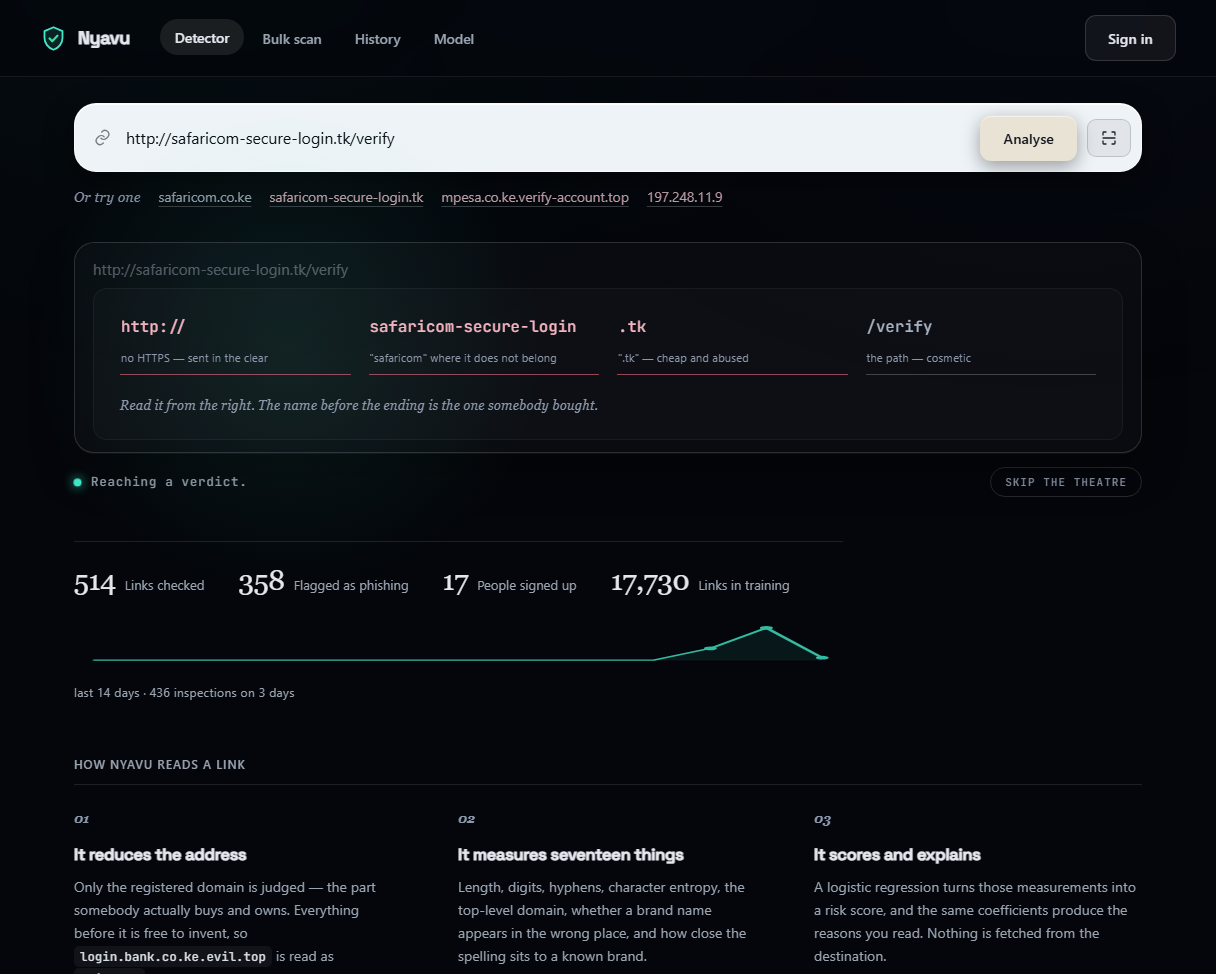 Nyavu
Detector
Bulk scan
History
Model
Sign in
http://safaricom-secure-login.tk/verify
Analyse
Or try one
safaricom.co.ke
safaricom-secure-login.tk
mpesa.co.ke.verify-account.top
197.248.11.9
http://safaricom-secure-login.tk/verify
http://
safaricom-secure-login
.tk
/verify
no HTTPS — sent in the clear
"safaricom" where it does not belong
".tk" — cheap and abused
the path — cosmetic
Read it from the right. The name before the ending is the one somebody bought.
Reaching a verdict.
SKIP THE THEATRE
514 Links checked
358 Flagged as phishing
17 People signed up
17,730 Links in training
last 14 days · 436 inspections on 3 days
HOW NYAVU READS A LINK
01
It reduces the address
Only the registered domain is judged — the part
somebody actually buys and owns. Everything
before it is free to invent, so
login.bank.co.ke.evil.top is read as
02
It measures seventeen things
Length, digits, hyphens, character entropy, the
top-level domain, whether a brand name
appears in the wrong place, and how close the
spelling sits to a known brand.
03
It scores and explains
A logistic regression turns those measurements into
a risk score, and the same coefficients produce the
reasons you read. Nothing is fetched from the
destination.